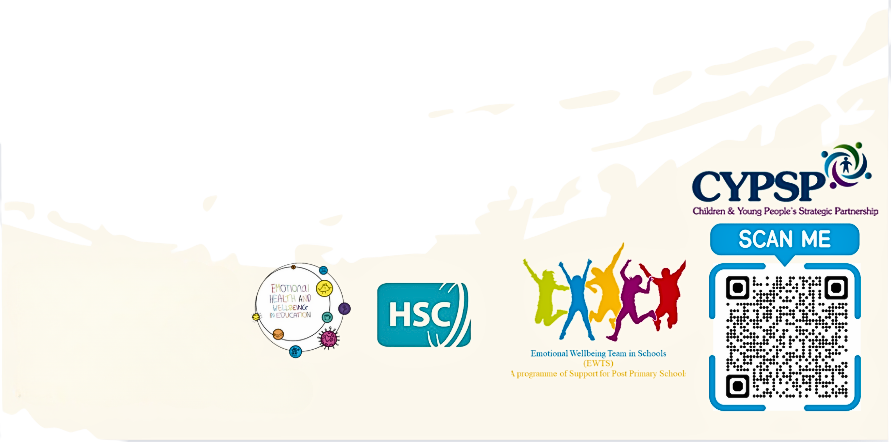 CYPSP
Children & Young People's Strategic Partnership
SCAN ME
EMOTIONAL
HEALTH AND
WELLBEING
IN EDUCATION
HSC
Emotional Wellbeing Team in Schools
(EWTS)
A programme of Support for Post Primary Schools